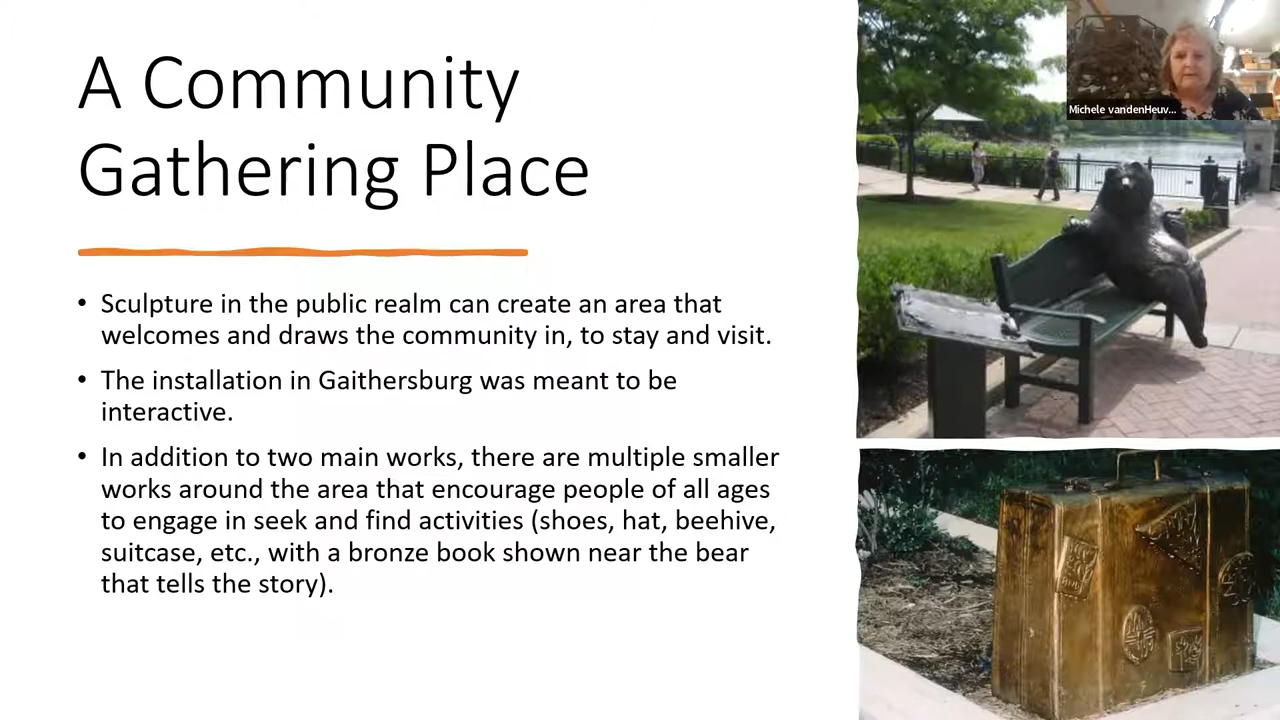 A Community
Gathering Place
• Sculpture in the public realm can create an area that
welcomes and draws the community in, to stay and visit.
• The installation in Gaithersburg was meant to be
interactive.
• In addition to two main works, there are multiple smaller
works around the area that encourage people of all ages
to engage in seek and find activities (shoes, hat, beehive,
suitcase, etc., with a bronze book shown near the bear
that tells the story).
Michele vandenHeuv...